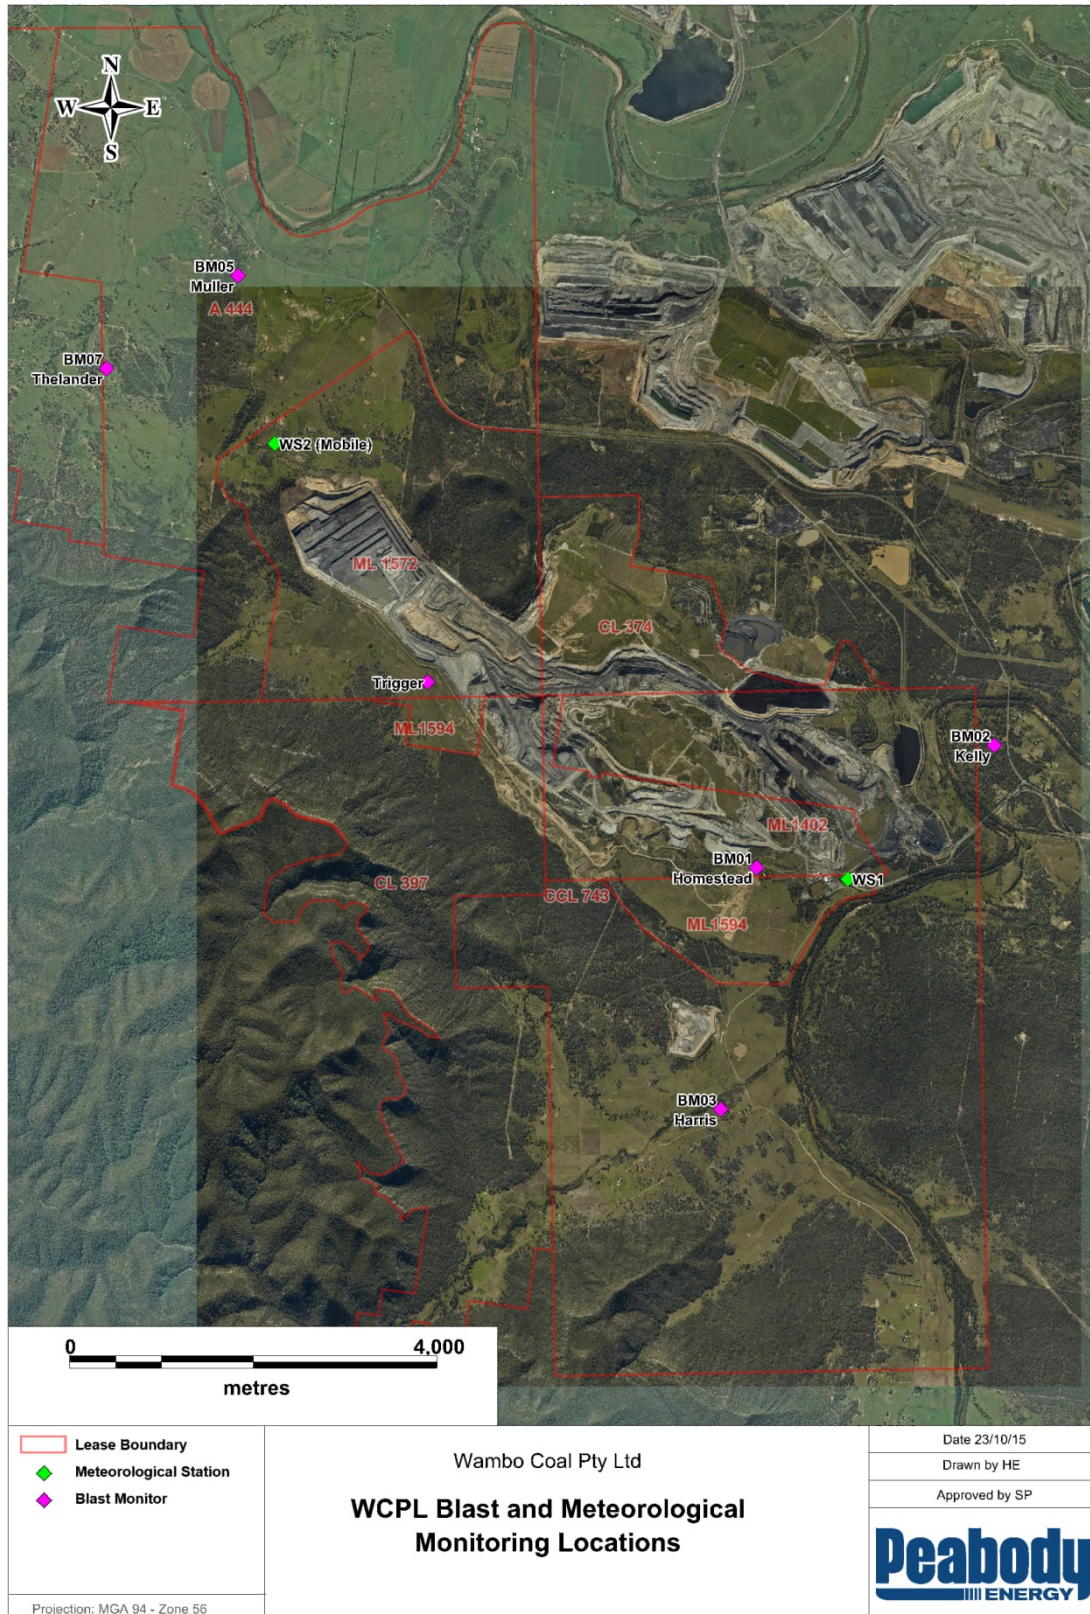 N
W E
S
BM05
Muller
A 444
BM07
Thelander
WS2 (Mobile)
ML 1572
CL 374
Trigger
ML1594
BM02
Kelly
ML1402
BM01
Homestead
WS1
CL 397
CCL 743
ML1594
BM03
Harris
0 4,000
metres
Lease Boundary
Meteorological Station
Blast Monitor
Projection: MGA 94 - Zone 56
Wambo Coal Pty Ltd
WCPL Blast and Meteorological
Monitoring Locations
Date 23/10/15
Drawn by HE
Approved by SP
Peabody
ENERGY